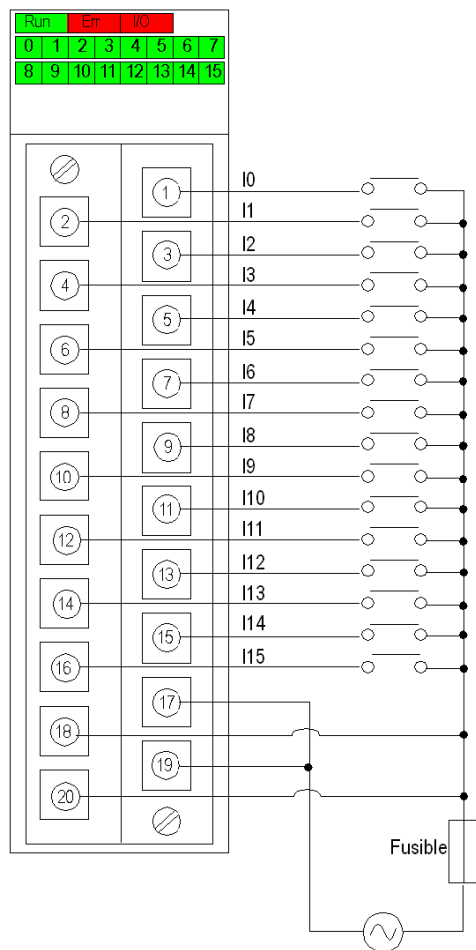 Run Err I/O
0 1 2 3 4 5 6 7
8 9 10 11 12 13 14 15
1 I0
2 I1
3 I2
4 I3
5 I4
6 I5
7 I6
8 I7
9 I8
10 I9
11 I10
12 I11
13 I12
14 I13
15 I14
16 I15
17
18
19
20
Fusible